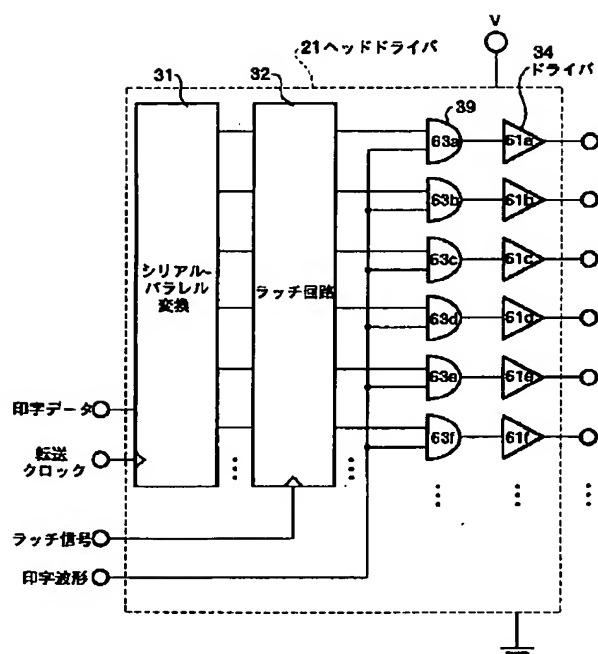 V
21ヘッドドライバ
31
32
34
ドライバ
39
63a
61a
63b
61b
63c
61c
シリアル-
パラレル
変換
ラッチ回路
63d
61d
63e
61e
印字データ
63f
61f
転送
クロック
ラッチ信号
印字波形